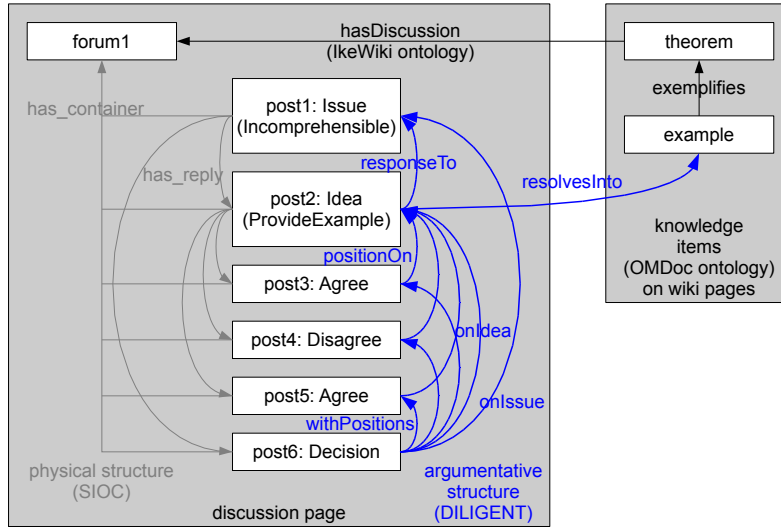 hasDiscussion
(IkeWiki ontology)
forum1
theorem
has_container
exemplifies
post1: Issue
(Incomprehensible)
example
has_reply
responseTo
resolvesInto
post2: Idea
(ProvideExample)
knowledge
items
(OMDoc ontology)
on wiki pages
positionOn
post3: Agree
onIdea
post4: Disagree
post5: Agree
onIssue
withPositions
post6: Decision
physical structure
(SIOC)
argumentative
structure
(DILIGENT)
discussion page